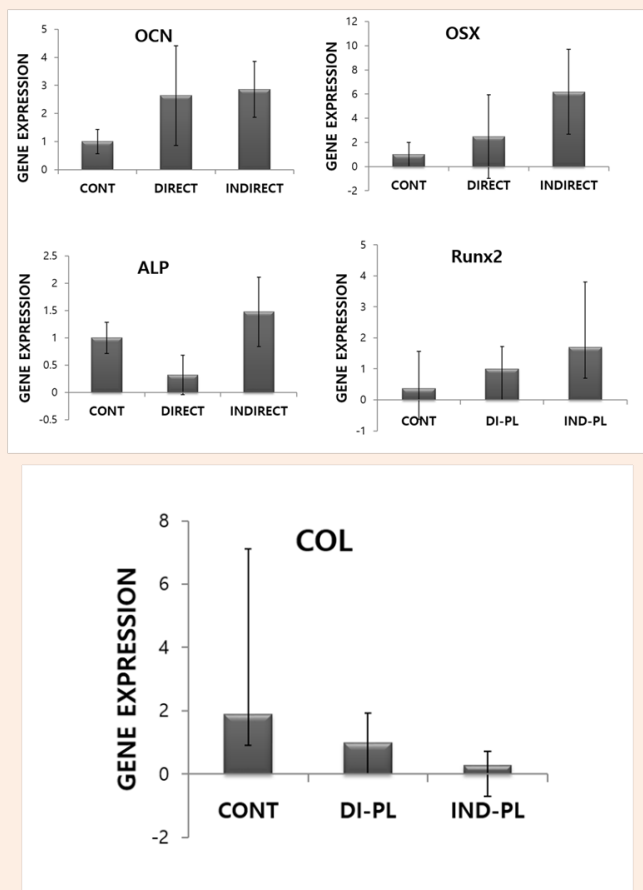 OCN
GENE EXPRESSION
5
4
3
2
1
0
CONT DIRECT INDIRECT
OSX
GENE EXPRESSION
12
10
8
6
4
2
0
-2
CONT DIRECT INDIRECT
ALP
GENE EXPRESSION
2.5
2
1.5
1
0.5
0
-0.5
CONT DIRECT INDIRECT
Runx2
GENE EXPRESSION
5
4
3
2
1
0
-1
CONT DI-PL IND-PL
COL
GENE EXPRESSION
8
6
4
2
0
-2
CONT DI-PL IND-PL